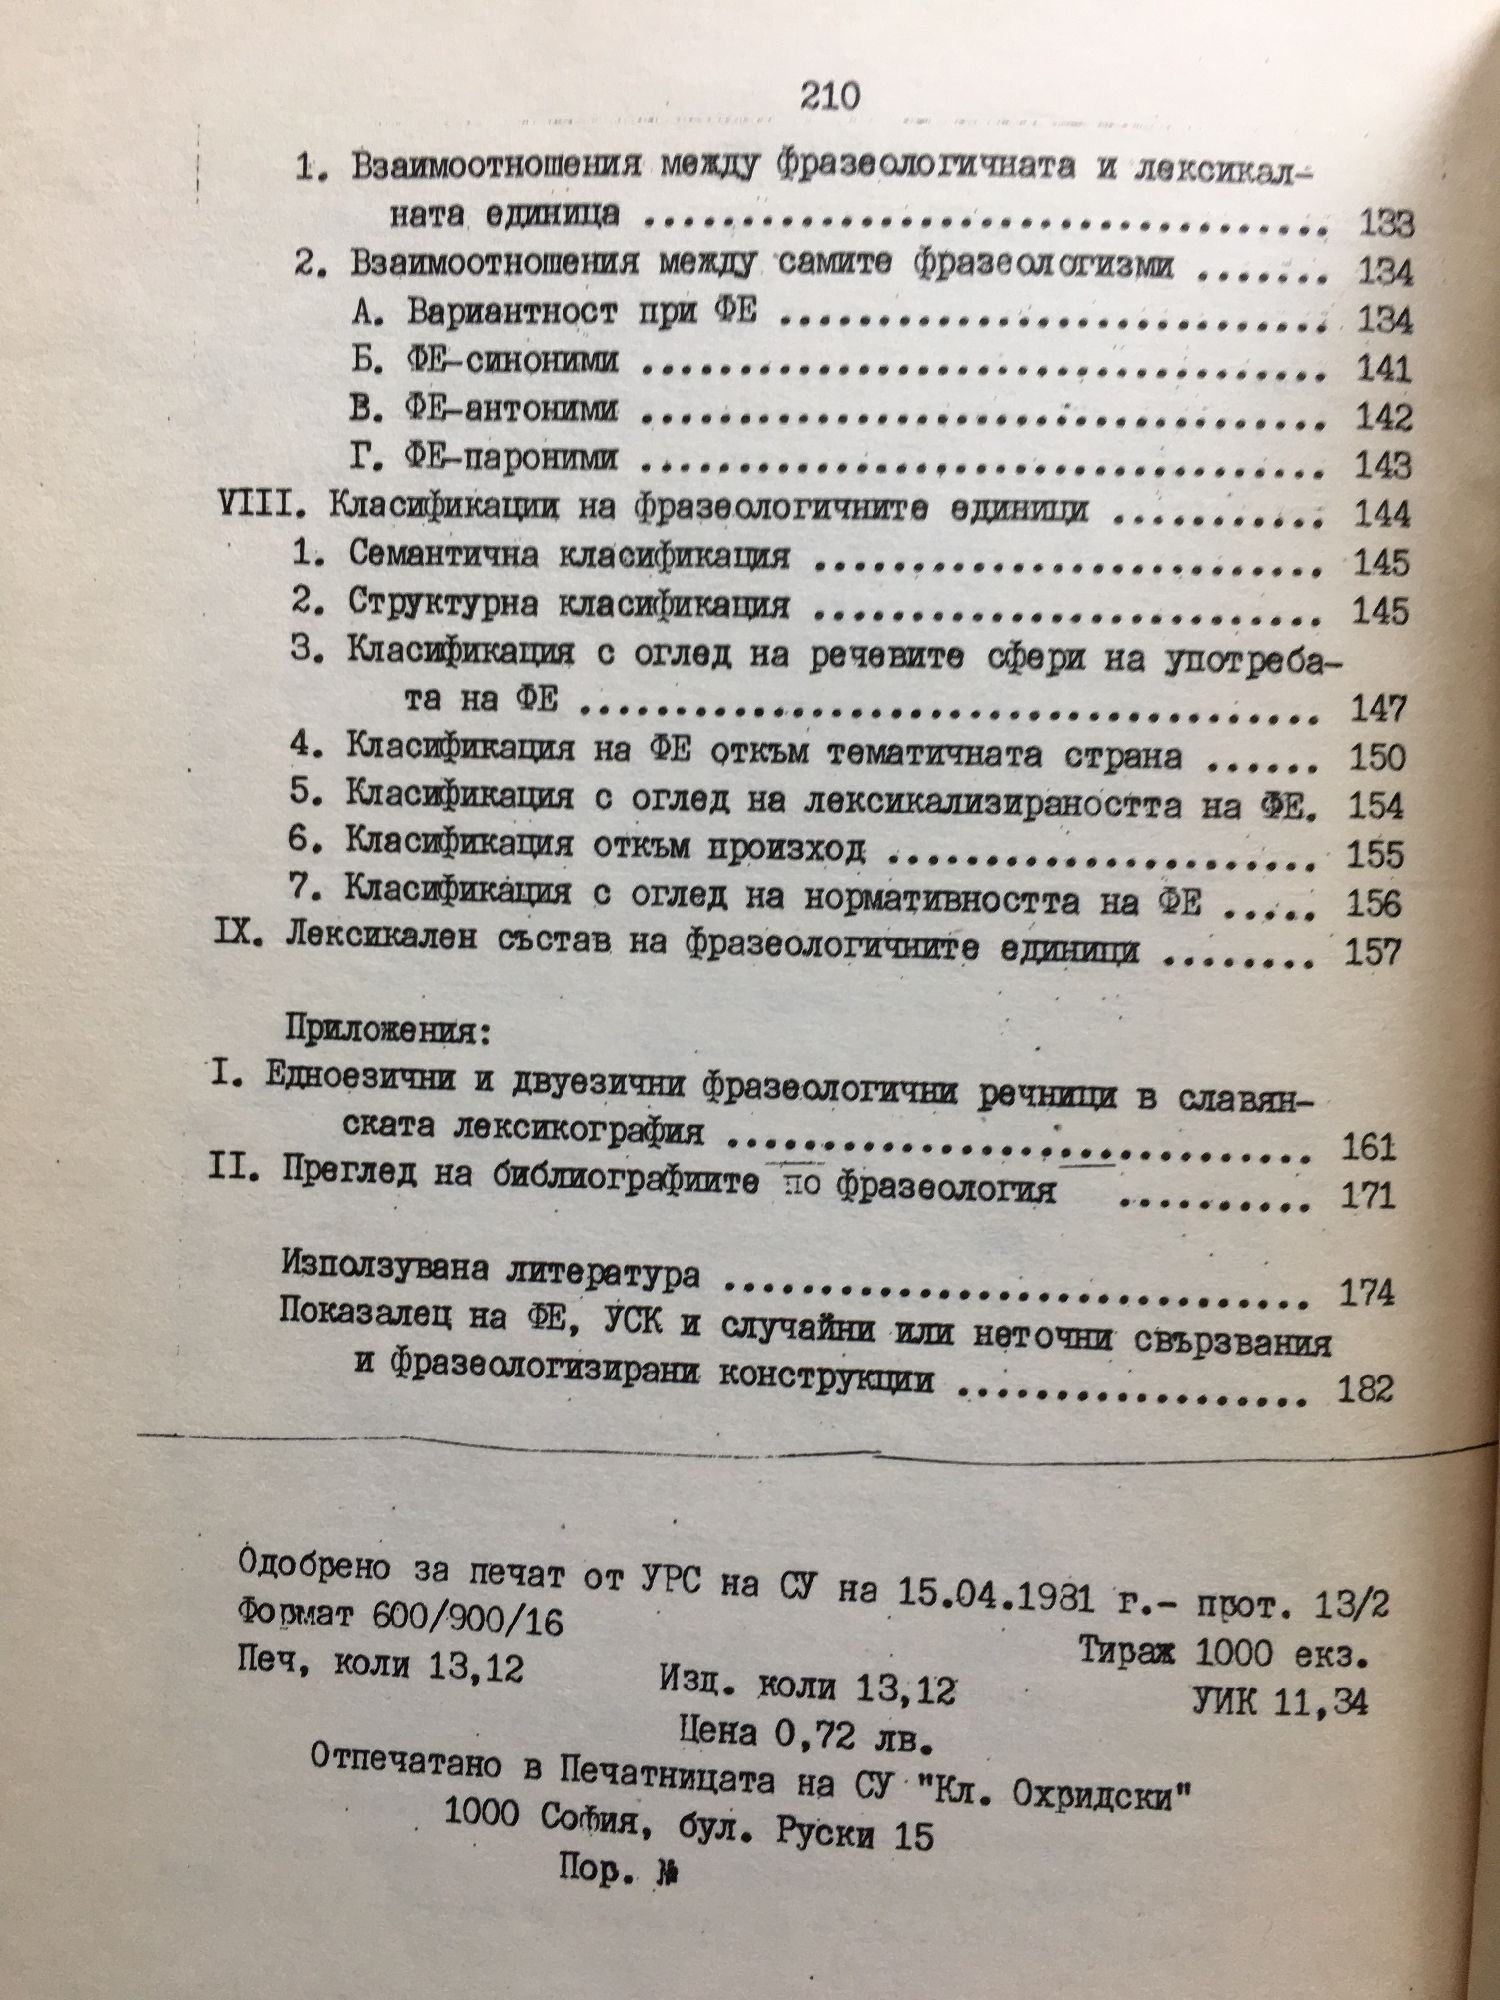 210
1. Взаимоотношения между фразеологичната и лексикал-
ната единица .................................. 133
2. Взаимоотношения между самите фразеологизми ....... 134
А. Вариантност при ФЕ ............................ 134
Б. ФЕ-синоними ................................... 141
В. ФЕ-антоними ................................... 142
Г. ФЕ-пароними ................................... 143
VIII. Класификации на фразеологичните единици ........... 144
1. Семантична класификация .......................... 145
2. Структурна класификация .......................... 145
3. Класификация с оглед на речевите сфери на употреба-
та на ФЕ ...................................... 147
4. Класификация на ФЕ откъм тематичната страна ...... 150
5. Класификация с оглед на лексикализираността на ФЕ. 154
6. Класификация откъм произход ...................... 155
7. Класификация с оглед на нормативността на ФЕ ..... 156
IX. Лексикален състав на фразеологичните единици ........ 157
Приложения:
I. Едноезични и двуезични фразеологични речници в славян-
ската лексикография .............................. 161
II. Преглед на библиографиите по фразеология .......... 171
Използувана литература .............................. 174
Показалец на ФЕ, УСК и случайни или неточни свързвания
и фразеологизирани конструкции .................. 182
Одобрено за печат от УРС на СУ на 15.04.1981 г.- прот. 13/2
Формат 600/900/16
Тираж 1000 екз.
Печ, коли 13,12 Изд. коли 13,12 УИК 11,34
Цена 0,72 лв.
Отпечатано в Печатницата на СУ "Кл. Охридски"
1000 София, бул. Руски 15
Пор. №